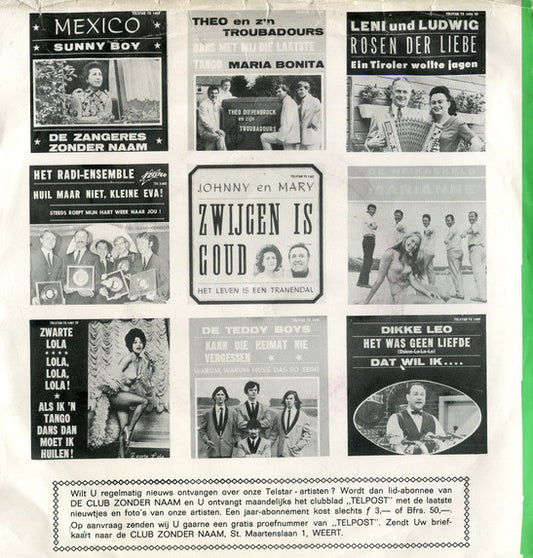 MEXICO
SUNNY BOY
DE ZANGERES
ZONDER NAAM
THEO en z'n
TROUBADOURS
DANS MET MIJ DIE LAATSTE
TANGO MARIA BONITA
THEO DIEPENBROCK
en zijn
TROUBADOURS
LENI und LUDWIG
ROSEN DER LIEBE
Ein Tiroler wollte jagen
HET RADI-ENSEMBLE
HUIL MAAR NIET, KLEINE EVA!
STEEDS ROEPT MIJN HART WEER NAAR JOU!
JOHNNY en MARY
ZWIJGEN IS
GOUD
HET LEVEN IS EEN TRANENDAL
MARIANNE
ZWARTE
LOLA
★★★★
LOLA,
LOLA,
LOLA!
★
ALS IK 'N
TANGO
DANS DAN
MOET IK
HUILEN!
Zwarte Lola
DE TEDDY BOYS
KANN DIE HEIMAT NIE
VERGESSEN ★ ★
WARUM, WARUM MUSS DAS SO SEIN?
DIKKE LEO
HET WAS GEEN LIEFDE
DAT WIL IK....
Wilt U regelmatig nieuws ontvangen over onze Telstar-artisten? Wordt dan lid-abonnee van
DE CLUB ZONDER NAAM en U ontvangt maandelijks het clubblad „TELPOST" met de laatste
nieuwtjes en foto's van onze artisten. Een jaar-abonnement kost slechts ƒ 3,— of Bfrs. 50,—.
Op aanvraag zenden wij U gaarne een gratis proefnummer van „TELPOST". Zendt Uw brief-
kaart naar de CLUB ZONDER NAAM, St. Maartenslaan 1, WEERT.